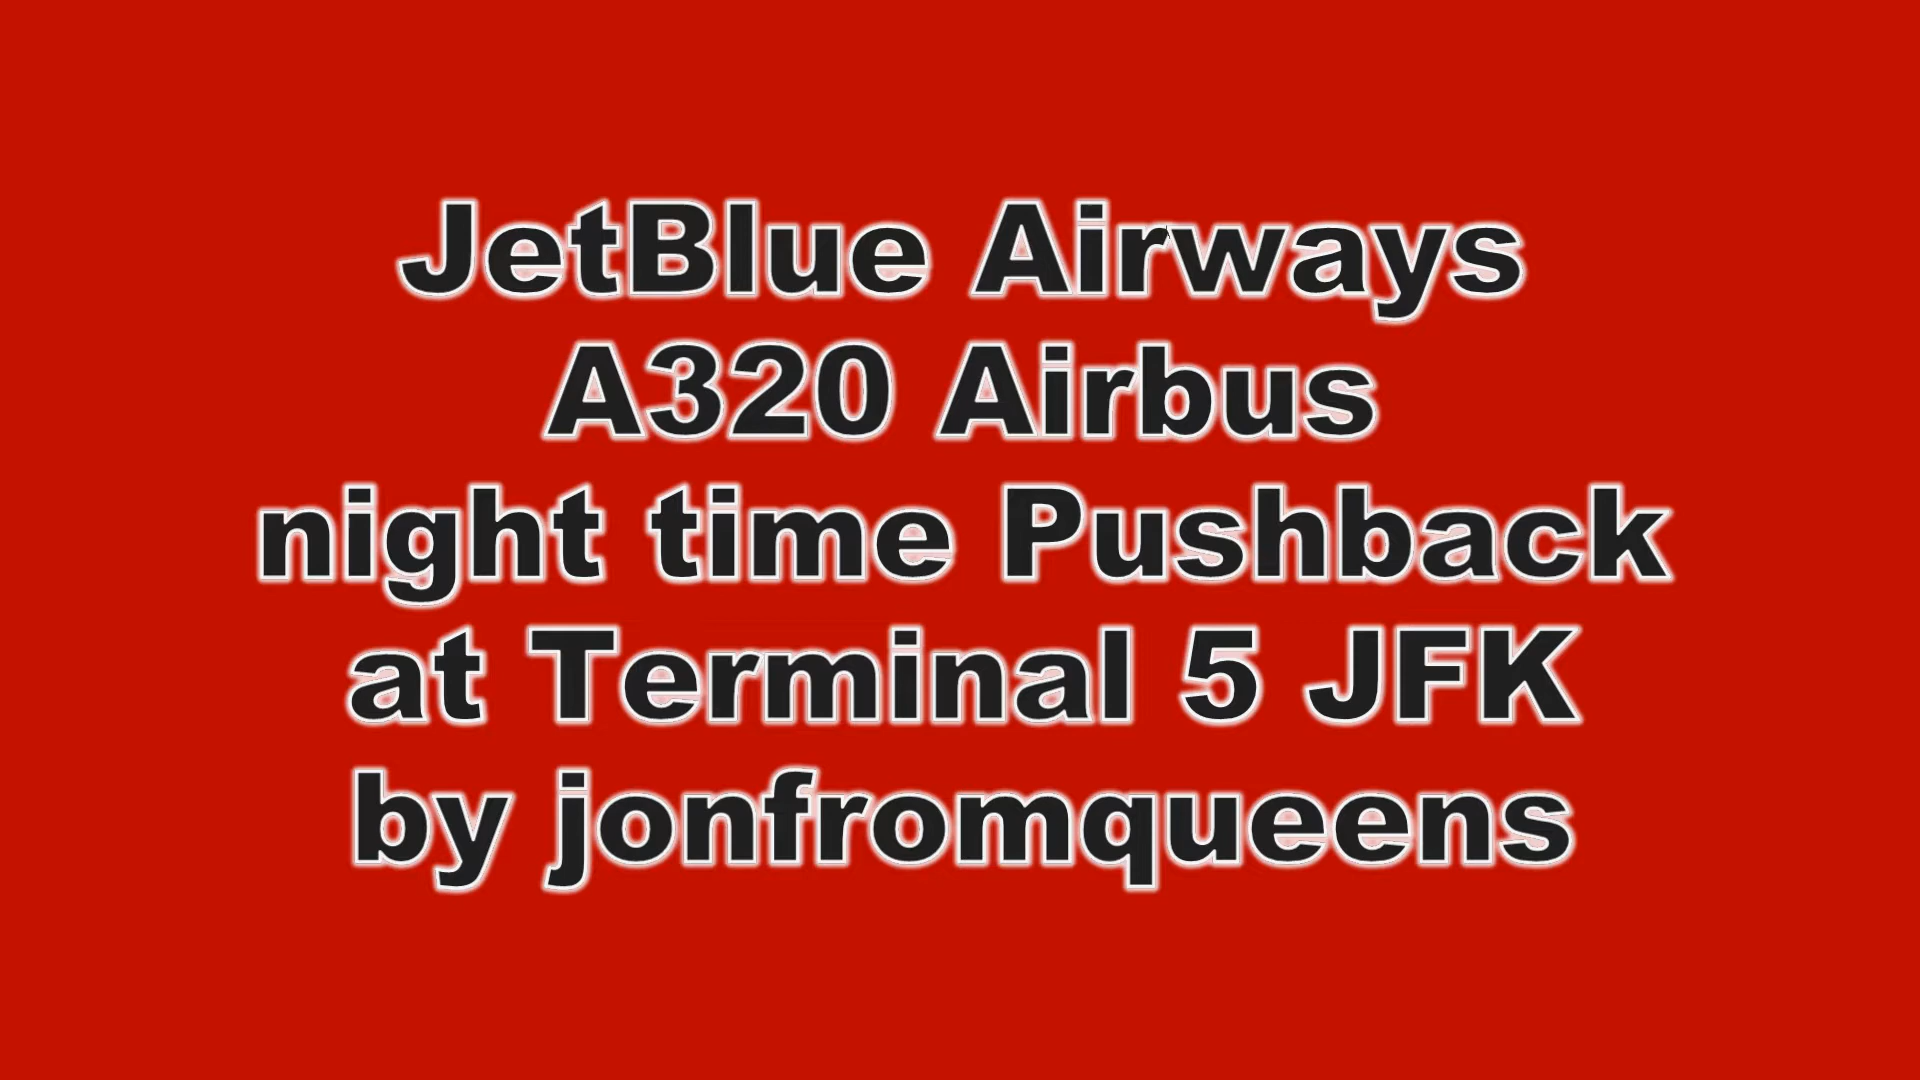 JetBlue Airways
A320 Airbus
night time Pushback
at Terminal 5 JFK
by jonfromqueens